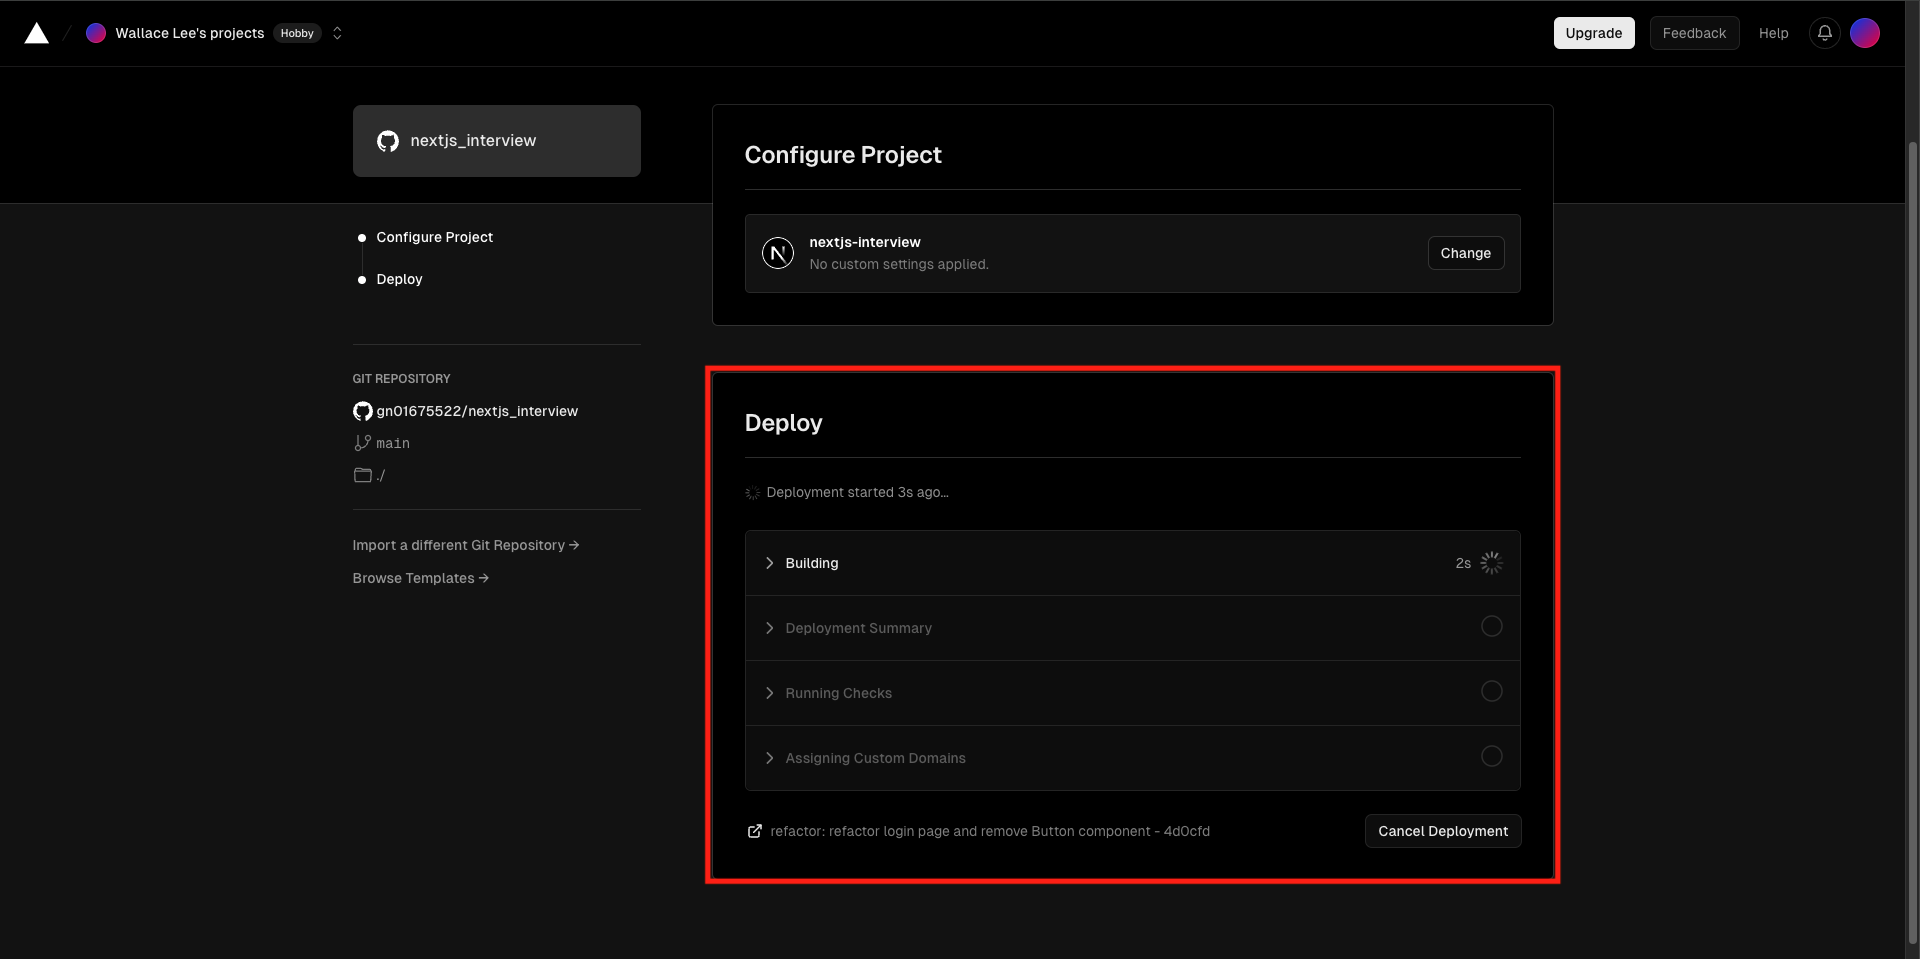 Wallace Lee's projects Hobby
Upgrade Feedback Help
nextjs_interview
Configure Project
Deploy
GIT REPOSITORY
gn01675522/nextjs_interview
main
./
Import a different Git Repository →
Browse Templates →
Configure Project
nextjs-interview
No custom settings applied.
Change
Deploy
Deployment started 3s ago...
Building 2s
Deployment Summary
Running Checks
Assigning Custom Domains
refactor: refactor login page and remove Button component - 4d0cfd
Cancel Deployment